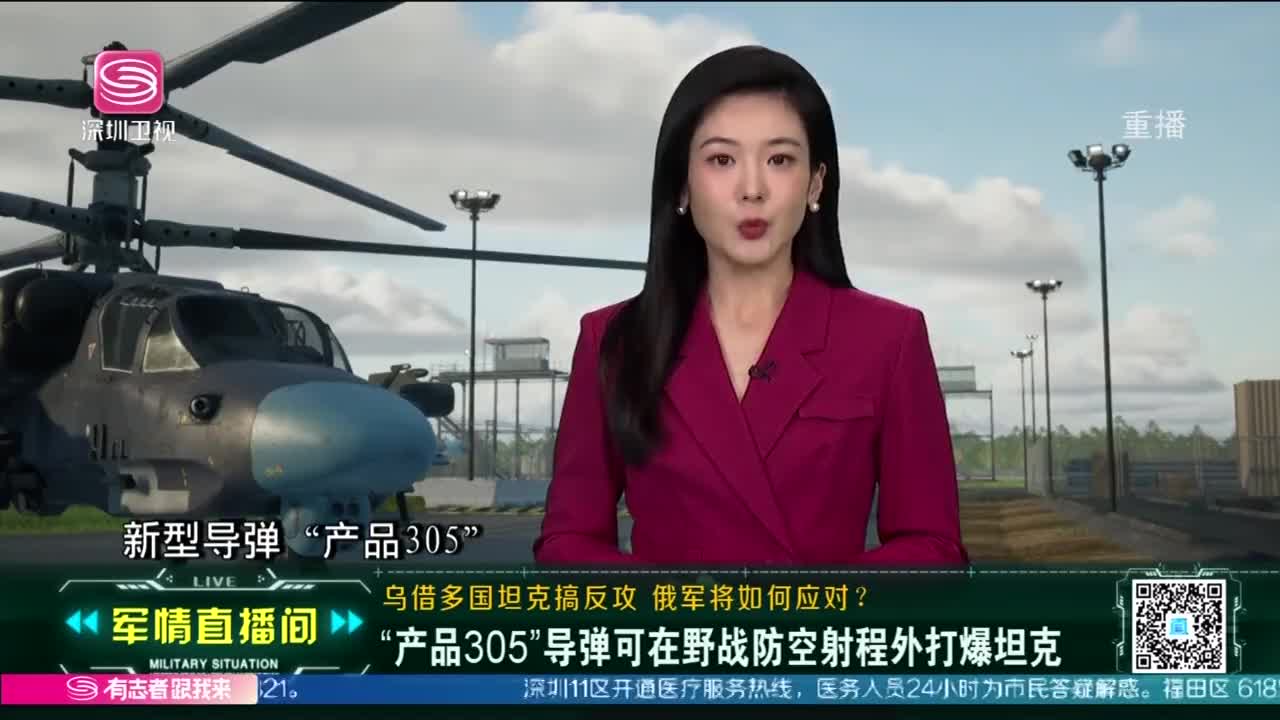 深圳卫视
重播
新型导弹“产品305”
LIVE
军情直播间
MILITARY SITUATION
乌借多国坦克搞反攻 俄军将如何应对？
“产品305”导弹可在野战防空射程外打爆坦克
有志者跟我来
321。 深圳11区开通医疗服务热线，医务人员24小时为市民答疑解惑。福田区 618